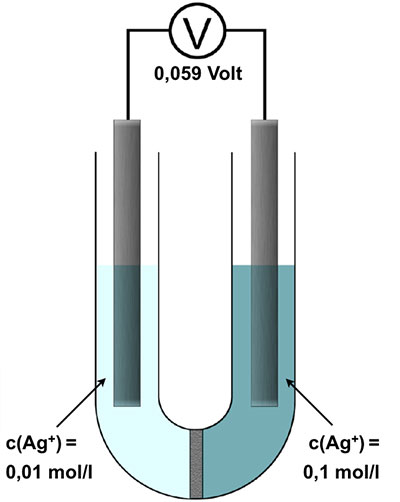 V
0,059 Volt
c(Ag⁺) =
0,01 mol/l
c(Ag⁺) =
0,1 mol/l